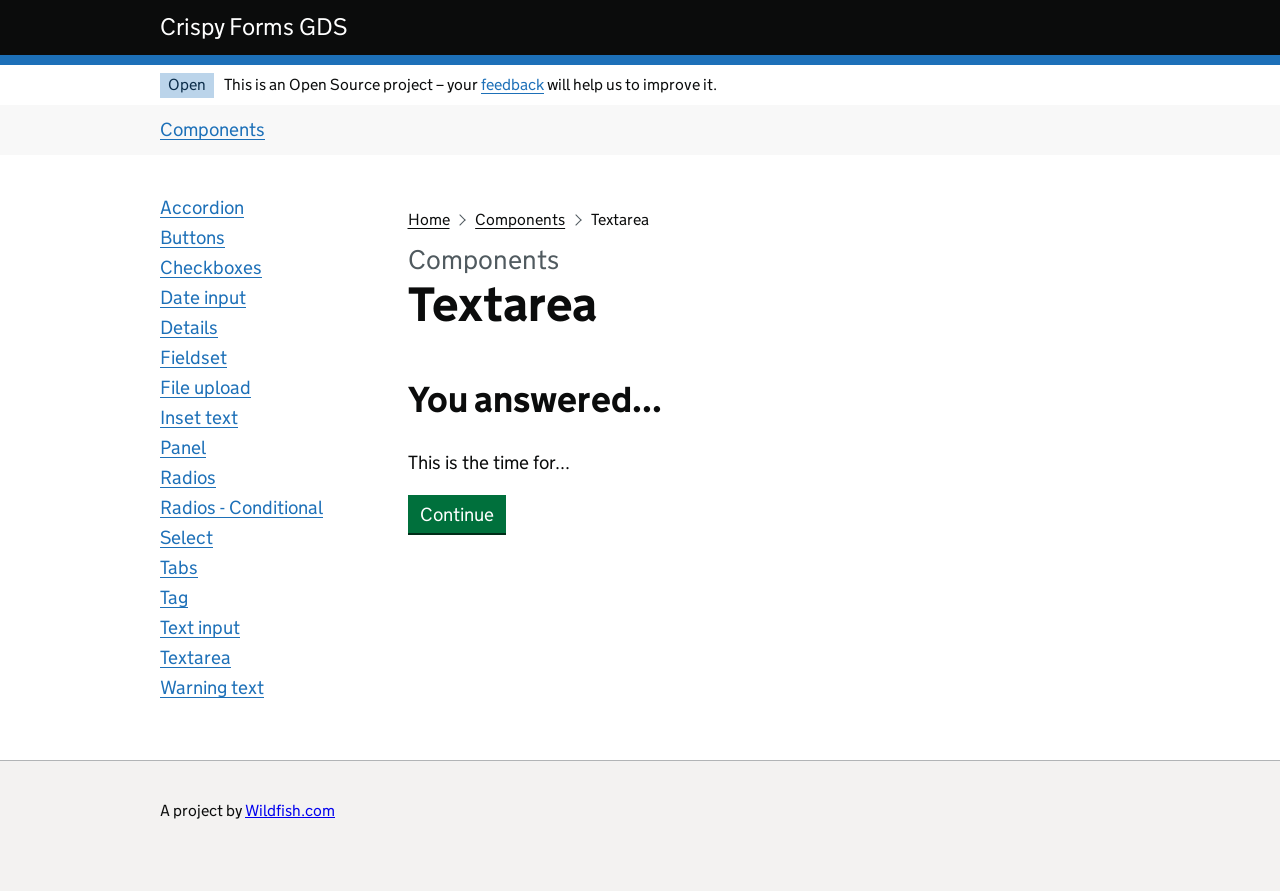 Crispy Forms GDS
Open This is an Open Source project – your feedback will help us to improve it.
Components
Accordion
Buttons
Checkboxes
Date input
Details
Fieldset
File upload
Inset text
Panel
Radios
Radios - Conditional
Select
Tabs
Tag
Text input
Textarea
Warning text
Home Components Textarea
Components
Textarea
You answered...
This is the time for...
Continue
A project by Wildfish.com